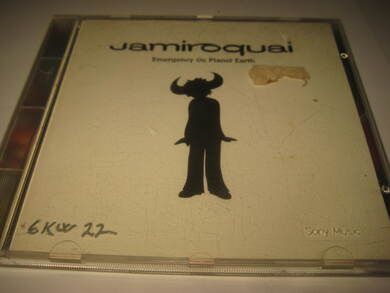 Jamiroquai
Emergency On Planet Earth
6KW 22
Sony Music